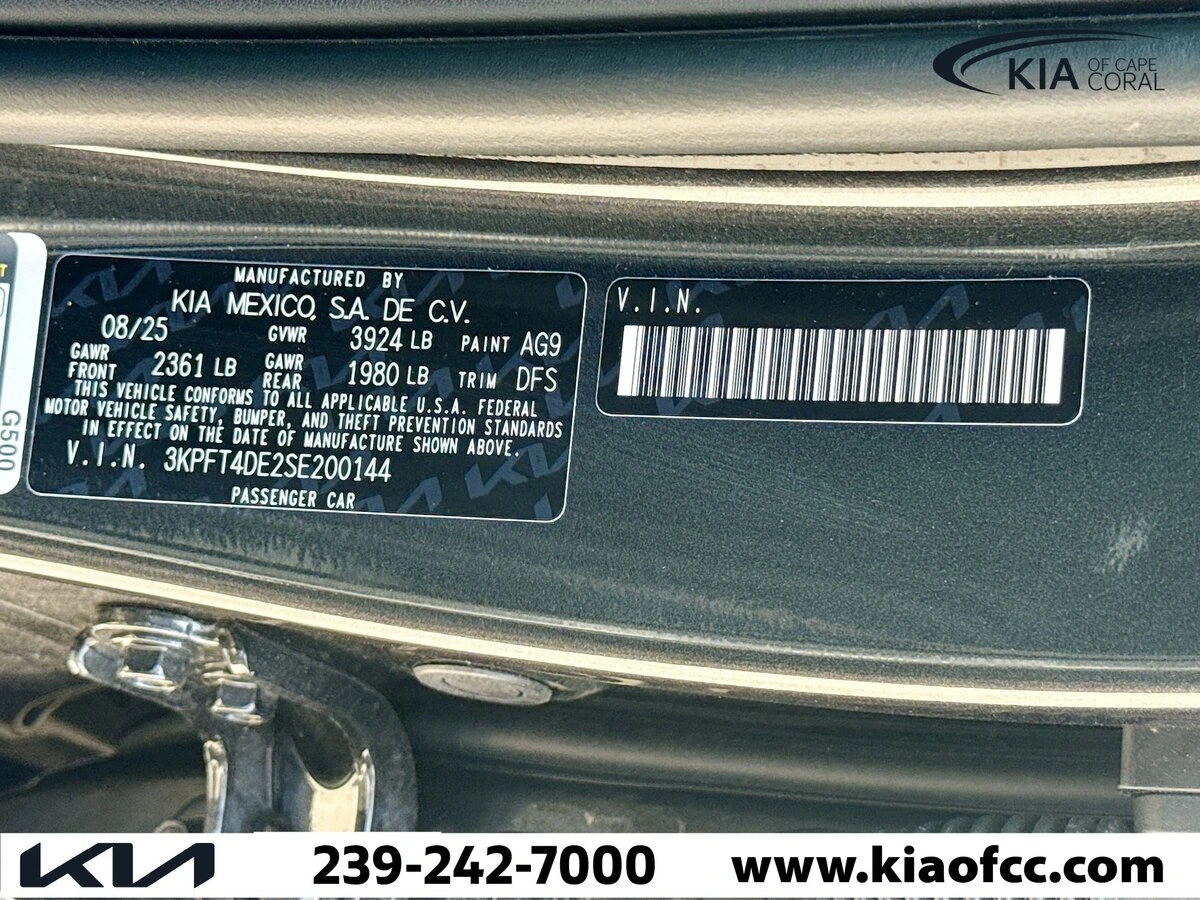 KIA OF CAPE CORAL
MANUFACTURED BY
KIA MEXICO, S.A. DE C.V.
08/25 GVWR 3924 LB PAINT AG9
GAWR FRONT 2361 LB GAWR REAR 1980 LB TRIM DFS
THIS VEHICLE CONFORMS TO ALL APPLICABLE U.S.A. FEDERAL
MOTOR VEHICLE SAFETY, BUMPER, AND THEFT PREVENTION STANDARDS
IN EFFECT ON THE DATE OF MANUFACTURE SHOWN ABOVE.
V.I.N. 3KPFT4DE2SE200144
PASSENGER CAR
V.I.N.
G500
KIA 239-242-7000 www.kiaofcc.com